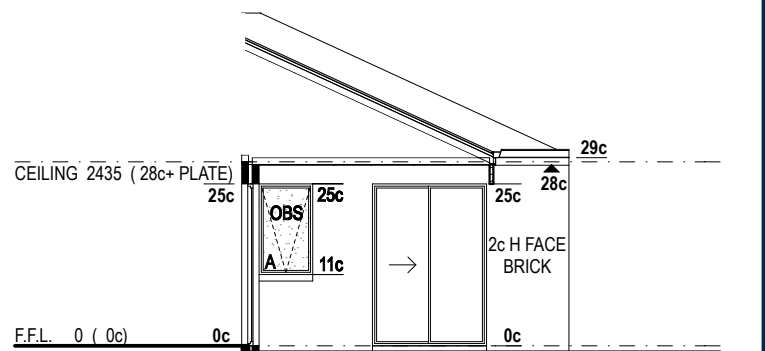 29c
CEILING 2435 ( 28c+ PLATE)
28c
25c
25c
25c
OBS
2c H FACE
BRICK
A
11c
F.F.L. 0 ( 0c)
0c
0c